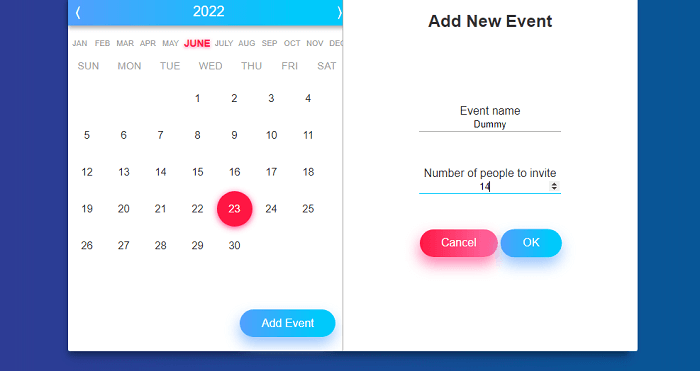 ❬ 2022 ❭
JAN FEB MAR APR MAY JUNE JULY AUG SEP OCT NOV DEC
SUN MON TUE WED THU FRI SAT
1 2 3 4
5 6 7 8 9 10 11
12 13 14 15 16 17 18
19 20 21 22 23 24 25
26 27 28 29 30
Add Event
Add New Event
Event name
Dummy
Number of people to invite
14
Cancel OK